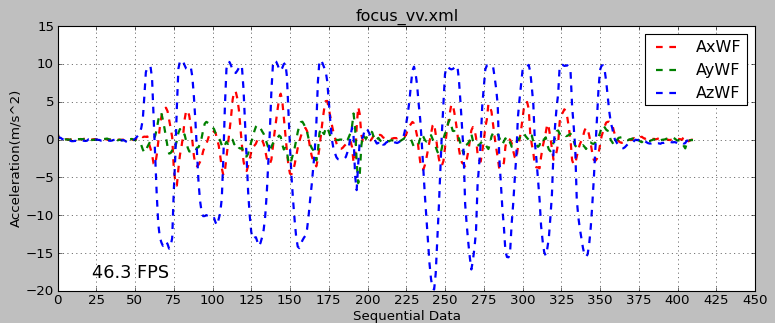 focus_vv.xml
Acceleration(m/s^2)
15
10
5
0
−5
−10
−15
−20
AxWF
AyWF
AzWF
46.3 FPS
0 25 50 75 100 125 150 175 200 225 250 275 300 325 350 375 400 425 450
Sequential Data